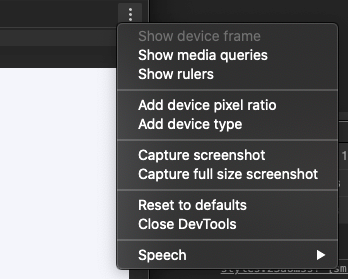 Show device frame
Show media queries
Show rulers
Add device pixel ratio
Add device type
Capture screenshot
Capture full size screenshot
Reset to defaults
Close DevTools
Speech